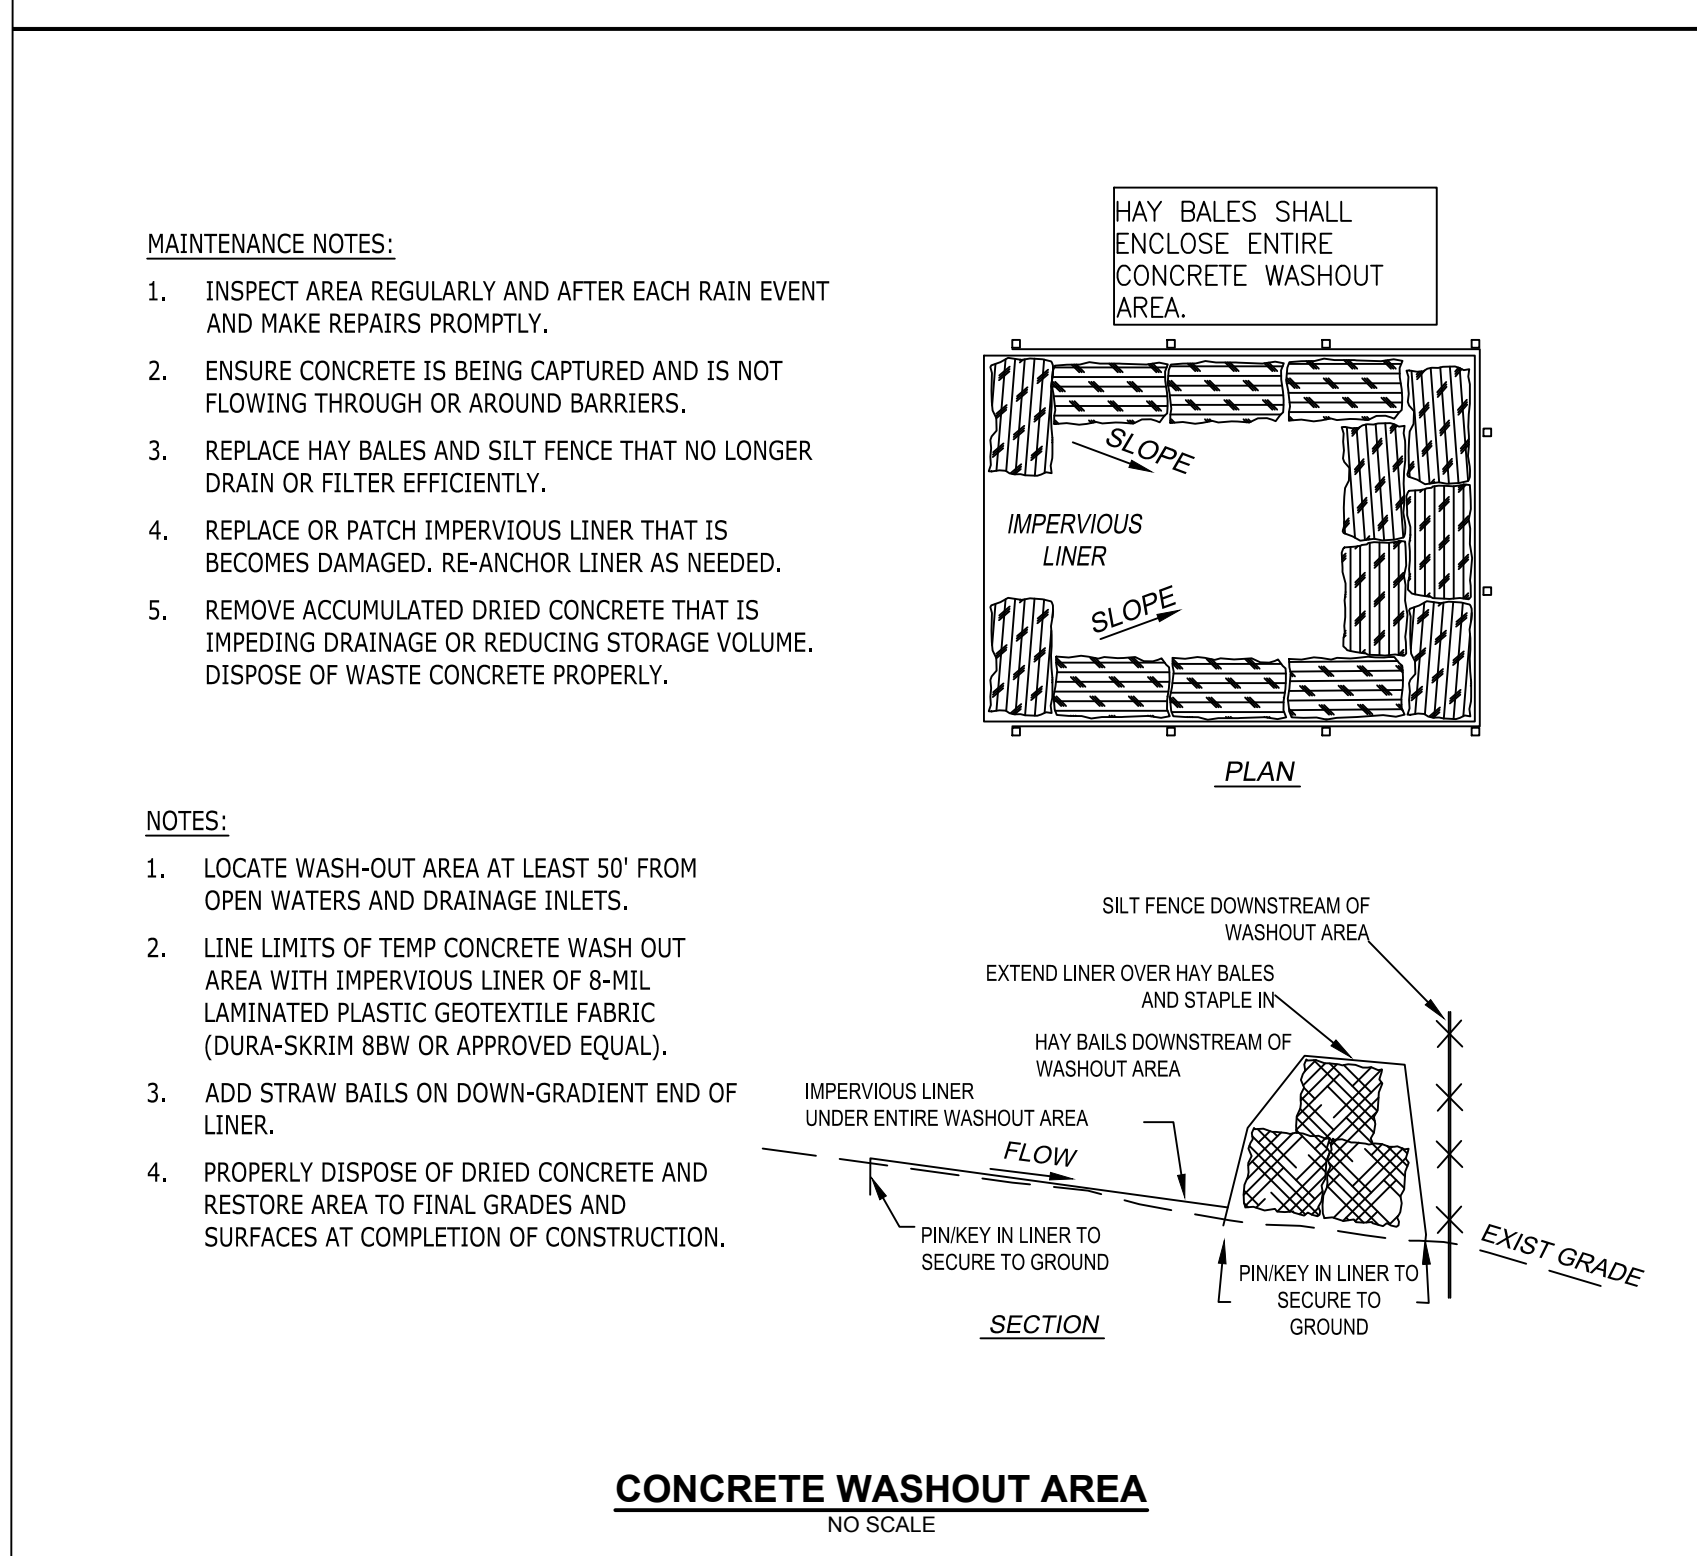 MAINTENANCE NOTES:
1. INSPECT AREA REGULARLY AND AFTER EACH RAIN EVENT
AND MAKE REPAIRS PROMPTLY.
2. ENSURE CONCRETE IS BEING CAPTURED AND IS NOT
FLOWING THROUGH OR AROUND BARRIERS.
3. REPLACE HAY BALES AND SILT FENCE THAT NO LONGER
DRAIN OR FILTER EFFICIENTLY.
4. REPLACE OR PATCH IMPERVIOUS LINER THAT IS
BECOMES DAMAGED. RE-ANCHOR LINER AS NEEDED.
5. REMOVE ACCUMULATED DRIED CONCRETE THAT IS
IMPEDING DRAINAGE OR REDUCING STORAGE VOLUME.
DISPOSE OF WASTE CONCRETE PROPERLY.
HAY BALES SHALL
ENCLOSE ENTIRE
CONCRETE WASHOUT
AREA.
SLOPE
IMPERVIOUS
LINER
SLOPE
PLAN
NOTES:
1. LOCATE WASH-OUT AREA AT LEAST 50' FROM
OPEN WATERS AND DRAINAGE INLETS.
2. LINE LIMITS OF TEMP CONCRETE WASH OUT
AREA WITH IMPERVIOUS LINER OF 8-MIL
LAMINATED PLASTIC GEOTEXTILE FABRIC
(DURA-SKRIM 8BW OR APPROVED EQUAL).
3. ADD STRAW BAILS ON DOWN-GRADIENT END OF
LINER.
4. PROPERLY DISPOSE OF DRIED CONCRETE AND
RESTORE AREA TO FINAL GRADES AND
SURFACES AT COMPLETION OF CONSTRUCTION.
SILT FENCE DOWNSTREAM OF
WASHOUT AREA
EXTEND LINER OVER HAY BALES
AND STAPLE IN
HAY BAILS DOWNSTREAM OF
WASHOUT AREA
IMPERVIOUS LINER
UNDER ENTIRE WASHOUT AREA
FLOW
PIN/KEY IN LINER TO
SECURE TO GROUND
EXIST GRADE
PIN/KEY IN LINER TO
SECURE TO
GROUND
SECTION
CONCRETE WASHOUT AREA
NO SCALE